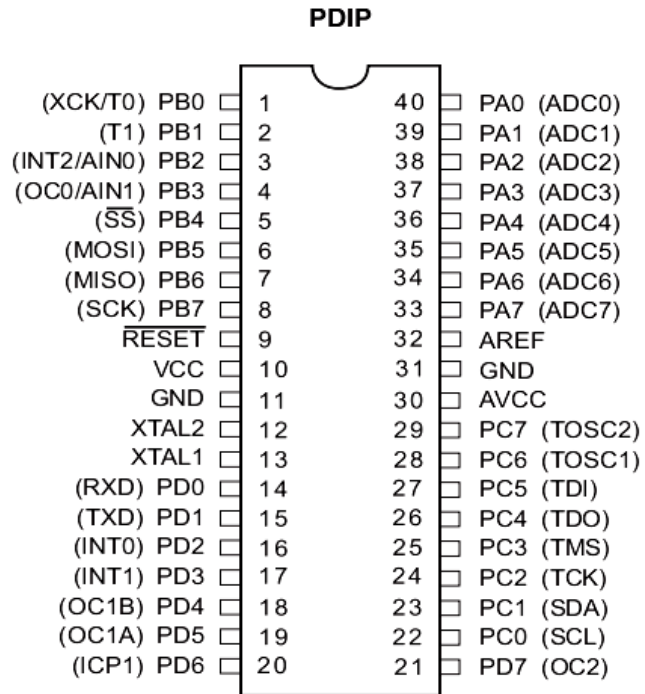 PDIP
(XCK/T0) PB0 1 40 PA0 (ADC0)
(T1) PB1 2 39 PA1 (ADC1)
(INT2/AIN0) PB2 3 38 PA2 (ADC2)
(OC0/AIN1) PB3 4 37 PA3 (ADC3)
(S̅S̅) PB4 5 36 PA4 (ADC4)
(MOSI) PB5 6 35 PA5 (ADC5)
(MISO) PB6 7 34 PA6 (ADC6)
(SCK) PB7 8 33 PA7 (ADC7)
R̅E̅S̅E̅T̅ 9 32 AREF
VCC 10 31 GND
GND 11 30 AVCC
XTAL2 12 29 PC7 (TOSC2)
XTAL1 13 28 PC6 (TOSC1)
(RXD) PD0 14 27 PC5 (TDI)
(TXD) PD1 15 26 PC4 (TDO)
(INT0) PD2 16 25 PC3 (TMS)
(INT1) PD3 17 24 PC2 (TCK)
(OC1B) PD4 18 23 PC1 (SDA)
(OC1A) PD5 19 22 PC0 (SCL)
(ICP1) PD6 20 21 PD7 (OC2)